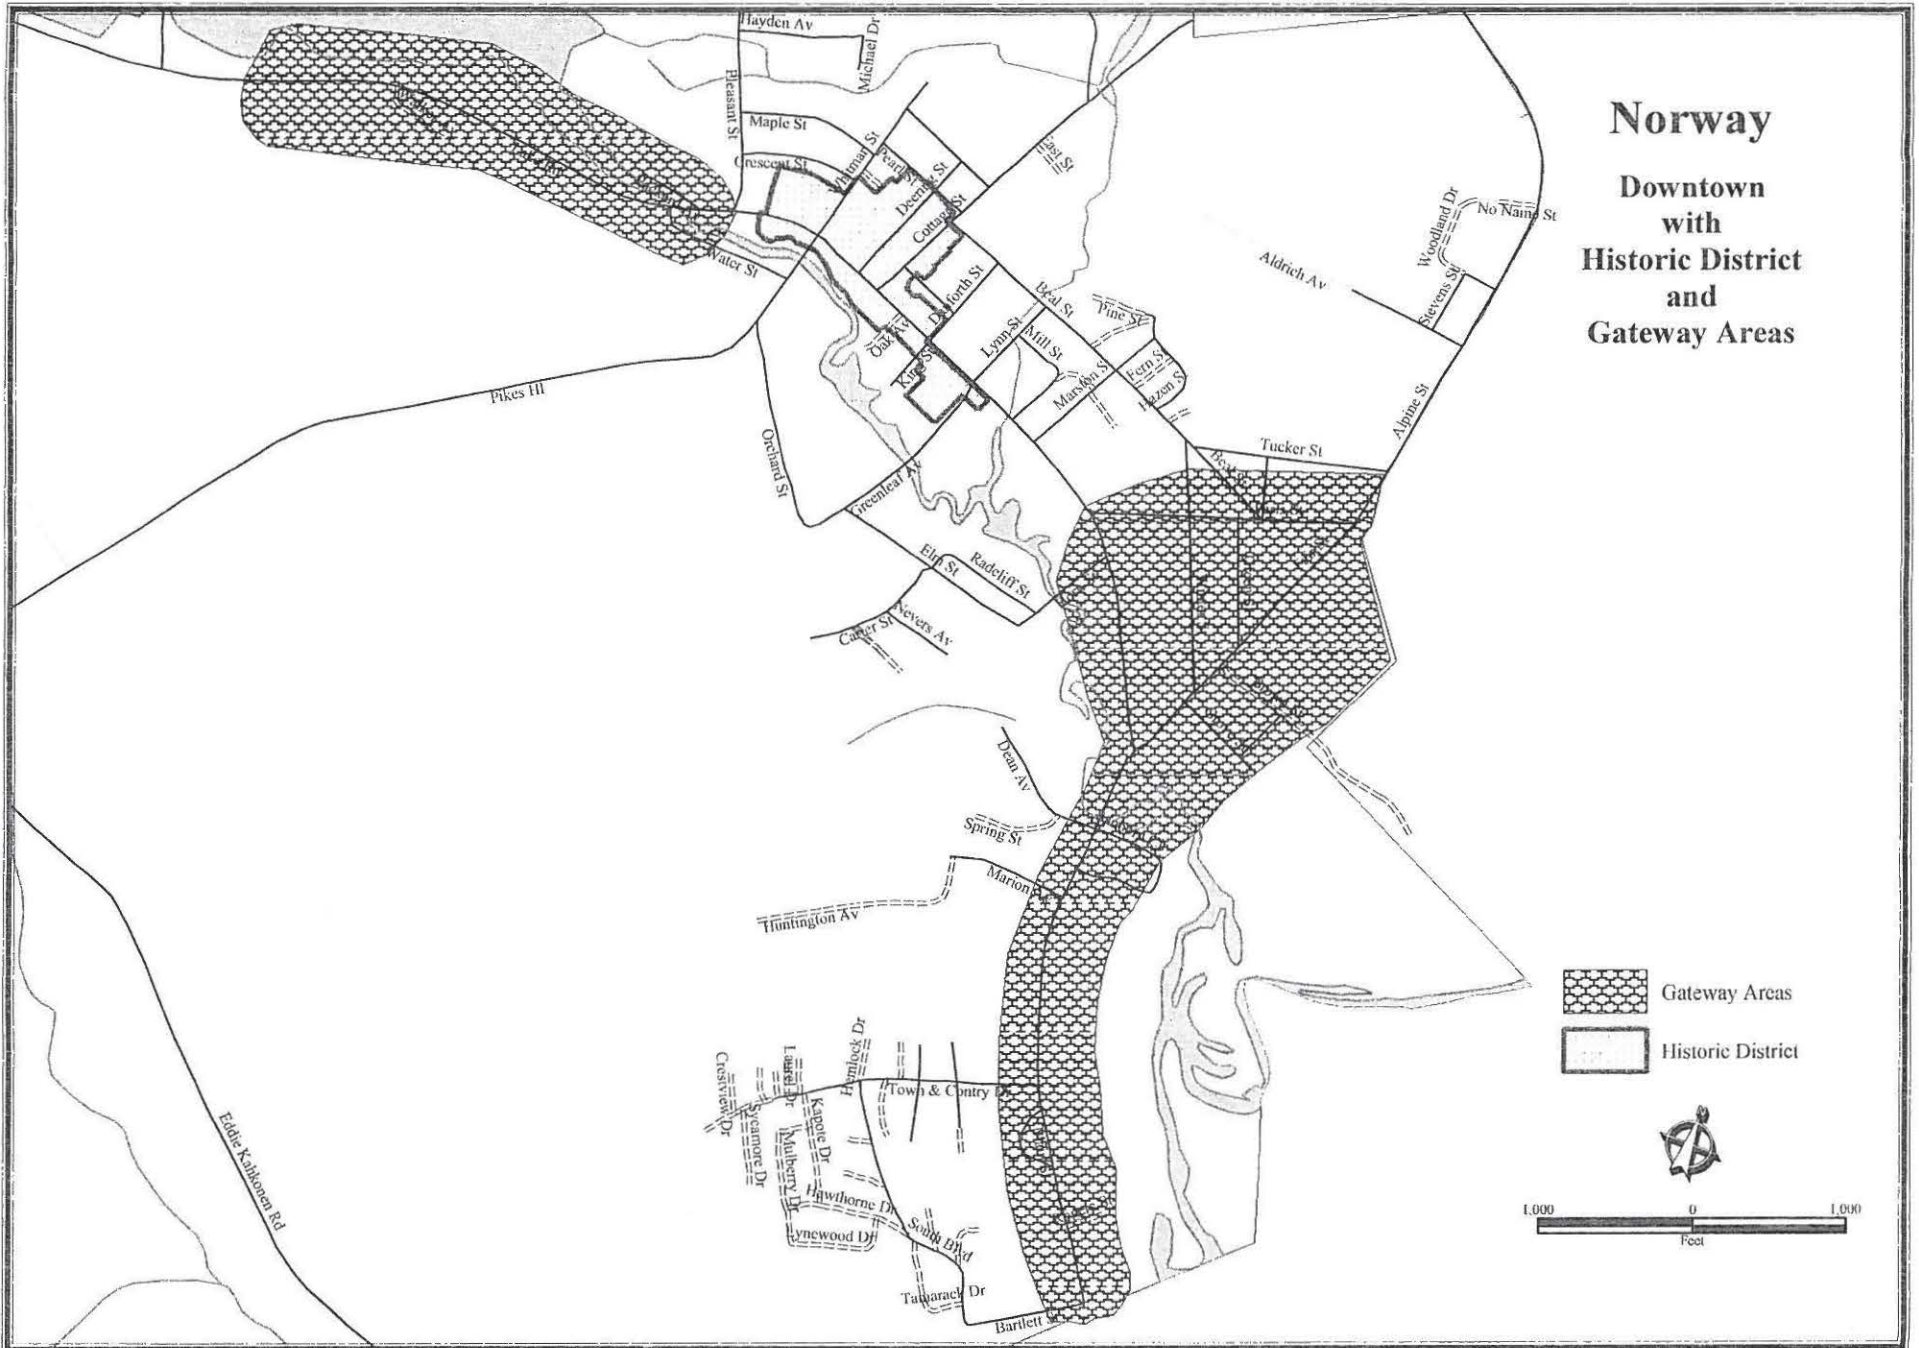 Norway
Downtown
with
Historic District
and
Gateway Areas
Hayden Av
Michael Dr
Pleasant St
Maple St
Crescent St
Whitman St
Pearl St
Deering St
Cottage St
East St
Water St
Danforth St
Beal St
Pine St
Oak Av
King St
Lynn St
Mill St
Marston S
Fern S
Hazen S
Woodland Dr
No Name St
Aldrich Av
Stevens St
Alpine St
Tucker St
Beal St
Pikes Hl
Orchard St
Greenleaf Av
Elm St
Radcliff St
Nevers Av
Carter St
Dean Av
Spring St
Marion
Huntington Av
Hemlock Dr
Laurel Dr
Crestview Dr
Sycamore Dr
Kapote Dr
Mulberry Dr
Town & Contry D
Hawthorne Dr
Lynewood Dr
South Blvd
Tamarack Dr
Bartlett S
Eddie Kahkonen Rd
Gateway Areas
Historic District
1,000 0 1,000
Feet